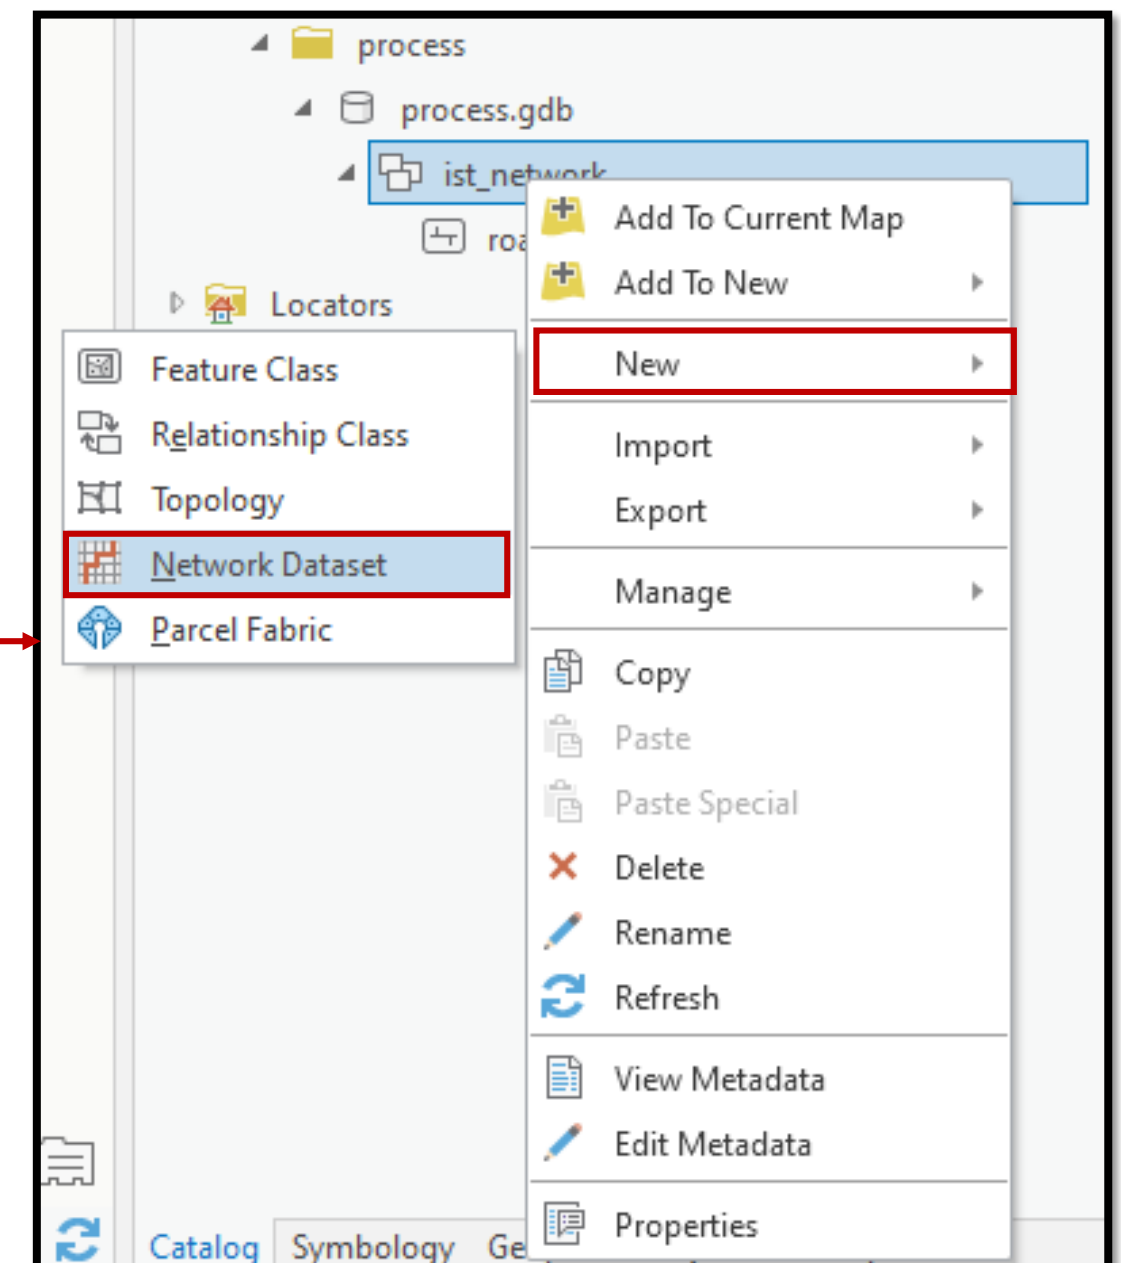 process
process.gdb
ist_network
Add To Current Map
Add To New
Locators
Feature Class
New
Relationship Class
Import
Topology
Export
Network Dataset
Manage
Parcel Fabric
Copy
Paste
Paste Special
Delete
Rename
Refresh
View Metadata
Edit Metadata
Properties
Catalog Symbology